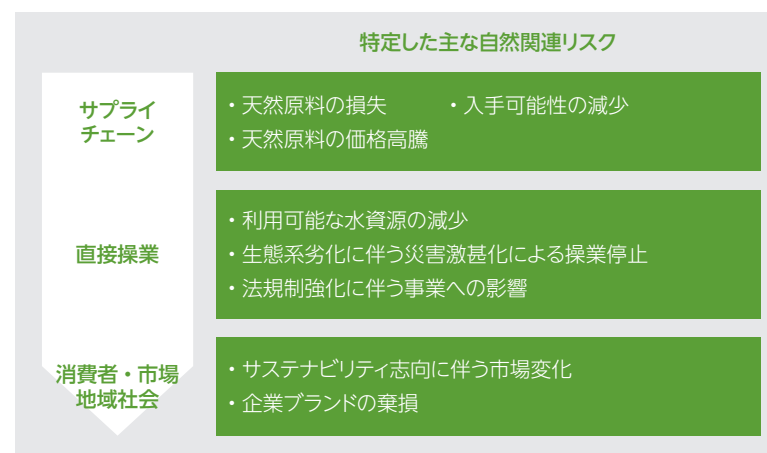 特定した主な自然関連リスク
サプライ
チェーン
・天然原料の損失　・入手可能性の減少
・天然原料の価格高騰
直接操業
・利用可能な水資源の減少
・生態系劣化に伴う災害激甚化による操業停止
・法規制強化に伴う事業への影響
消費者・市場
地域社会
・サステナビリティ志向に伴う市場変化
・企業ブランドの棄損